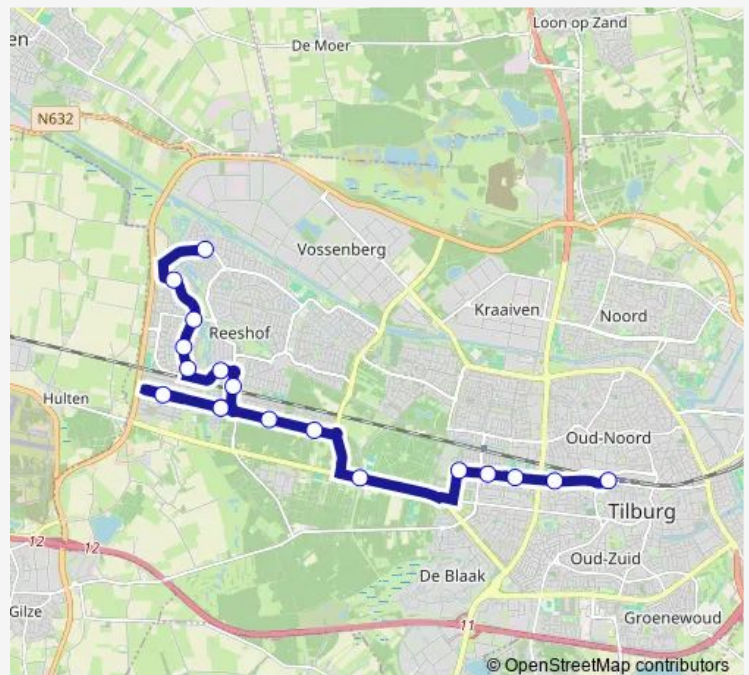 Loon op Zand
en
De Moer
N632
Vossenberg
Kraaiven
Noord
Reeshof
Hulten
Oud-Noord
Tilburg
12
12
Oud-Zuid
De Blaak
Gilze
11
Groenewoud
© OpenStreetMap contributors